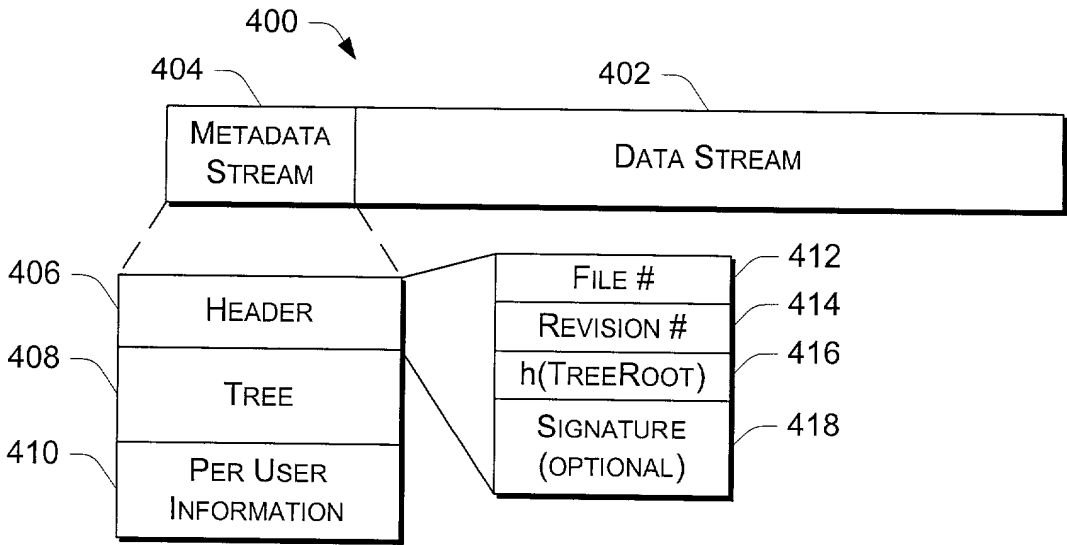 400
404
402
METADATA
STREAM
DATA STREAM
406
HEADER
408
TREE
410
PER USER
INFORMATION
FILE #
412
REVISION #
414
h(TREEROOT)
416
SIGNATURE
(OPTIONAL)
418